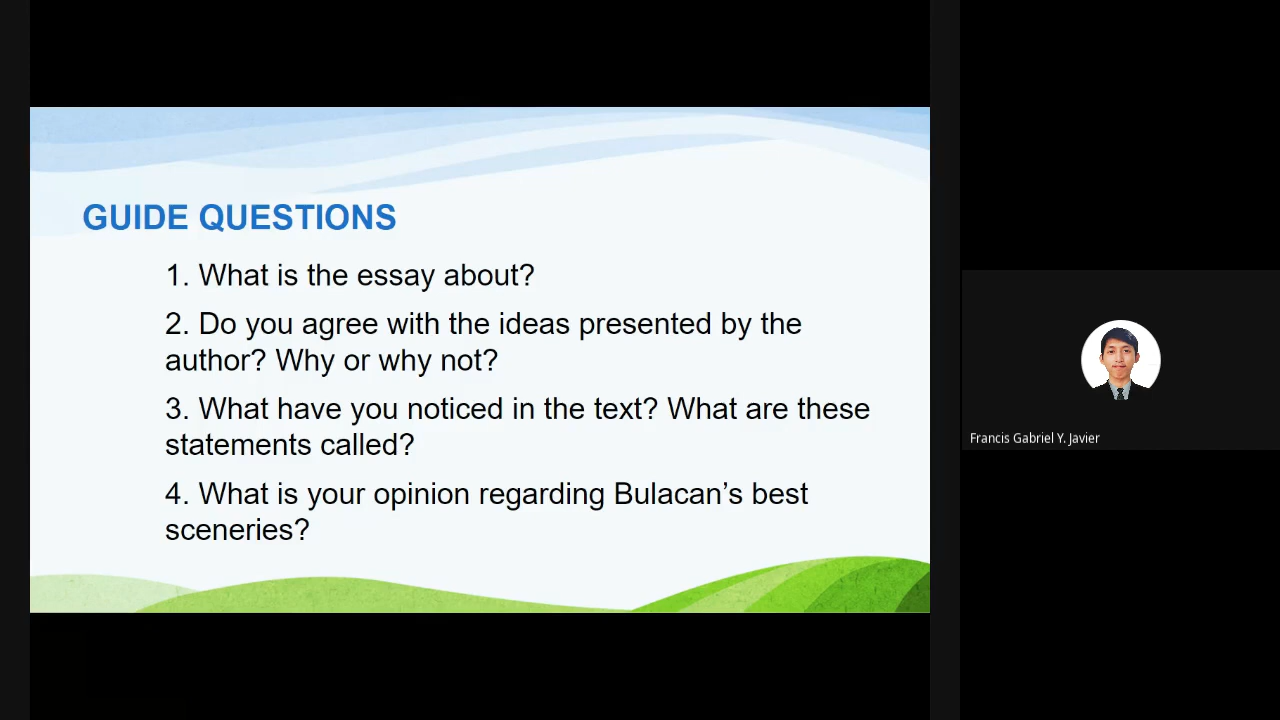 GUIDE QUESTIONS
1. What is the essay about?
2. Do you agree with the ideas presented by the
author? Why or why not?
3. What have you noticed in the text? What are these
statements called?
4. What is your opinion regarding Bulacan’s best
sceneries?
Francis Gabriel Y. Javier